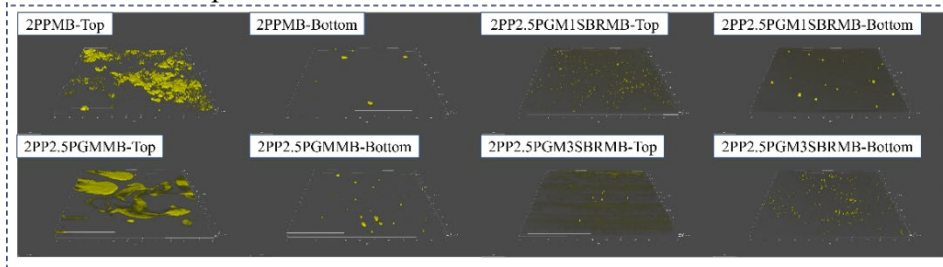 2PPMB-Top
2PPMB-Bottom
2PP2.5PGM1SBRMB-Top
2PP2.5PGM1SBRMB-Bottom
2PP2.5PGMMB-Top
2PP2.5PGMMB-Bottom
2PP2.5PGM3SBRMB-Top
2PP2.5PGM3SBRMB-Bottom